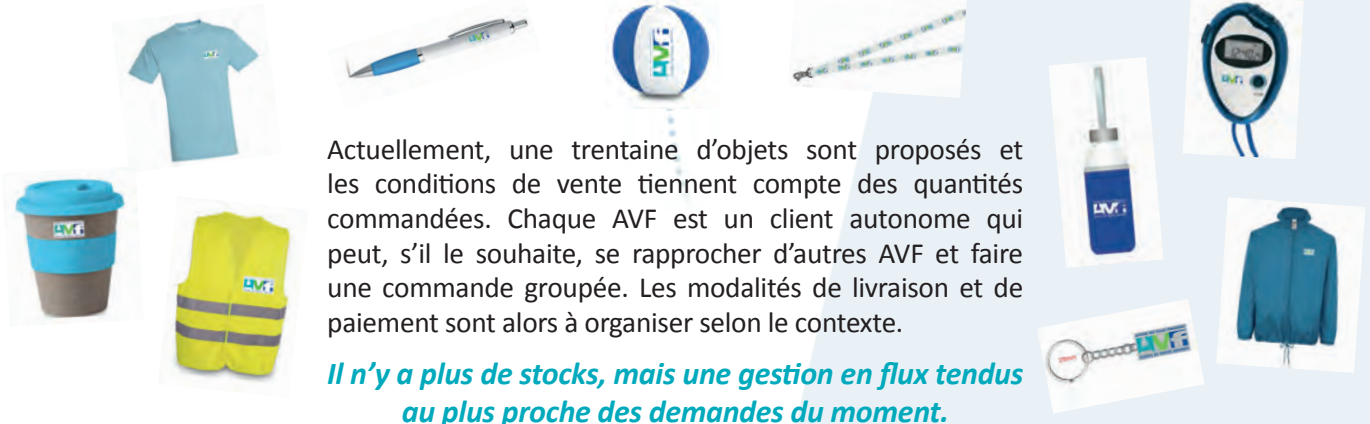 AVF
AVF
AVF
Actuellement, une trentaine d’objets sont proposés et
les conditions de vente tiennent compte des quantités
commandées. Chaque AVF est un client autonome qui
peut, s’il le souhaite, se rapprocher d’autres AVF et faire
une commande groupée. Les modalités de livraison et de
paiement sont alors à organiser selon le contexte.
Il n’y a plus de stocks, mais une gestion en flux tendus
au plus proche des demandes du moment.